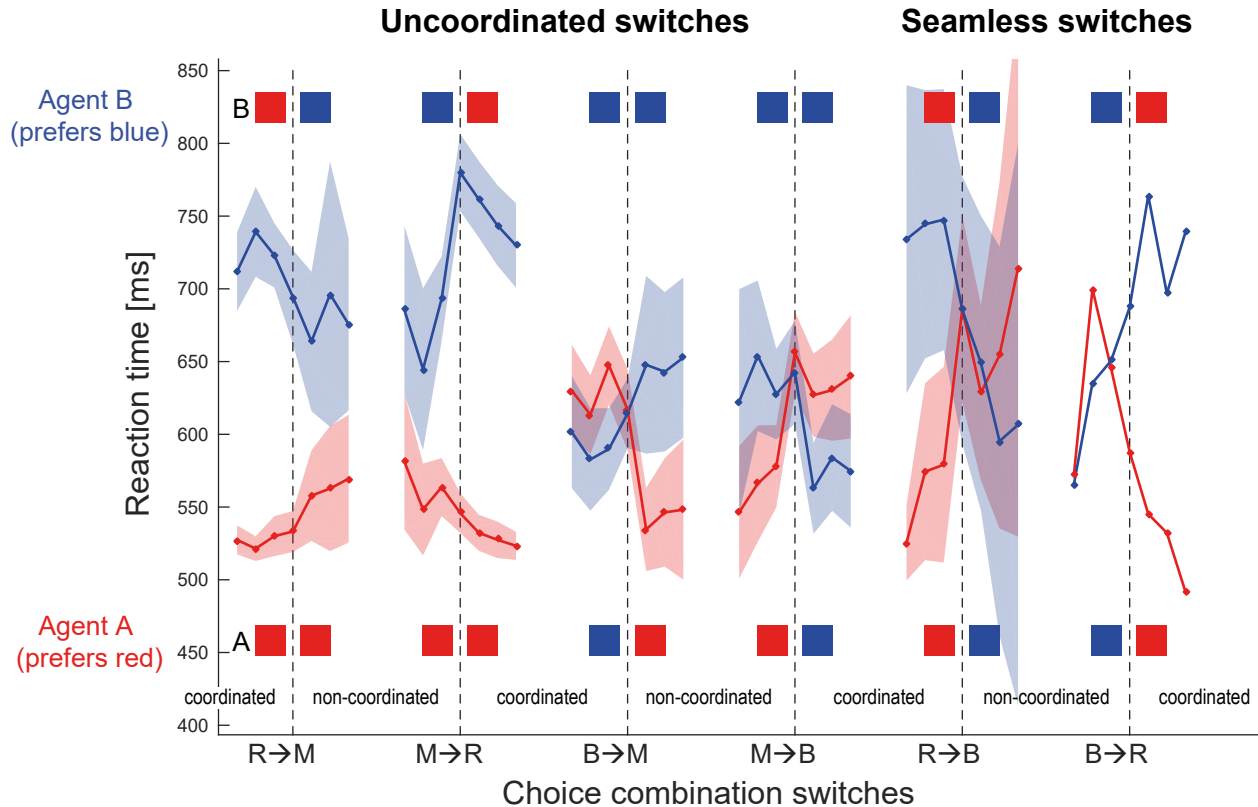 Uncoordinated switches
Seamless switches
Agent B
(prefers blue)
B
850
800
750
700
650
600
550
500
450
400
Reaction time [ms]
Agent A
(prefers red)
A
coordinated
non-coordinated
coordinated
non-coordinated
coordinated
non-coordinated
coordinated
R→M
M→R
B→M
M→B
R→B
B→R
Choice combination switches